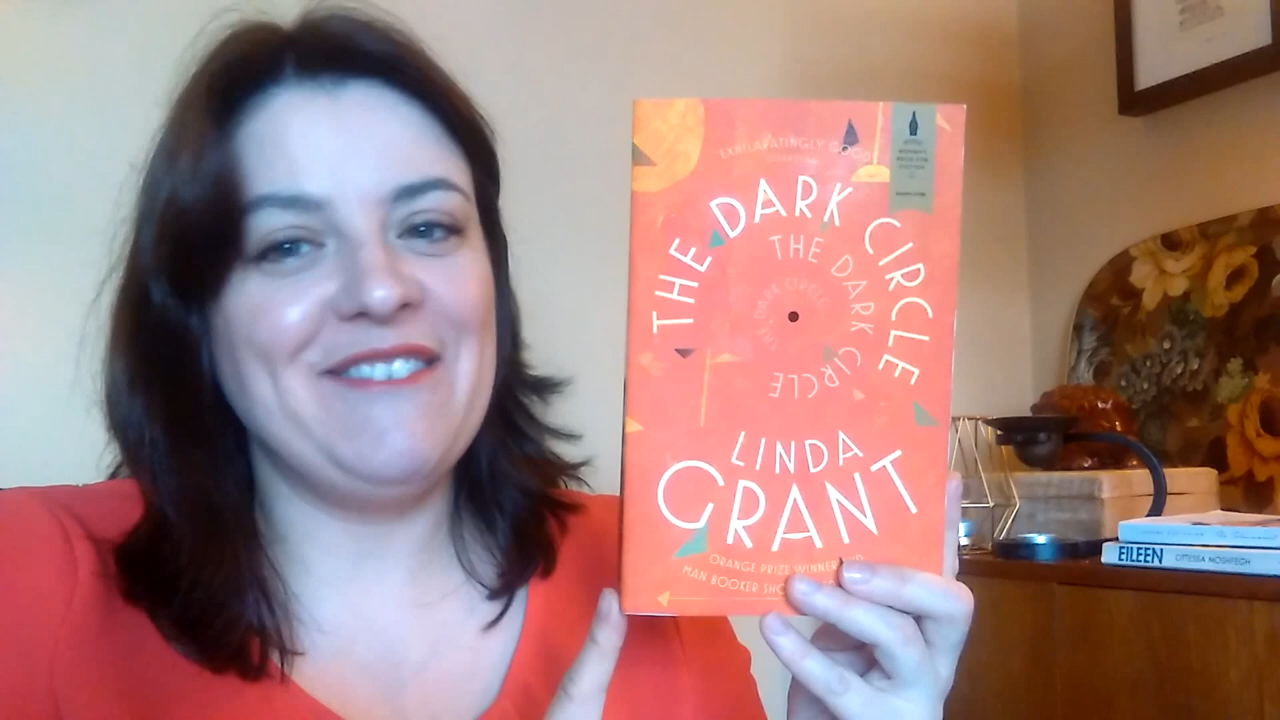 EXHILARATINGLY GOOD
THE DARK CIRCLE
THE DARK CIRCLE
THE DARK CIRCLE
LINDA
GRANT
ORANGE PRIZE WINNER
MAN BOOKER
EILEEN OTTESSA MOSHFEGH